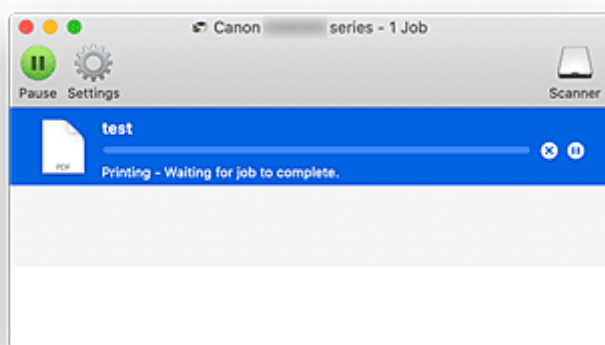 Canon series - 1 Job
Pause Settings Scanner
test
PDF
Printing - Waiting for job to complete.